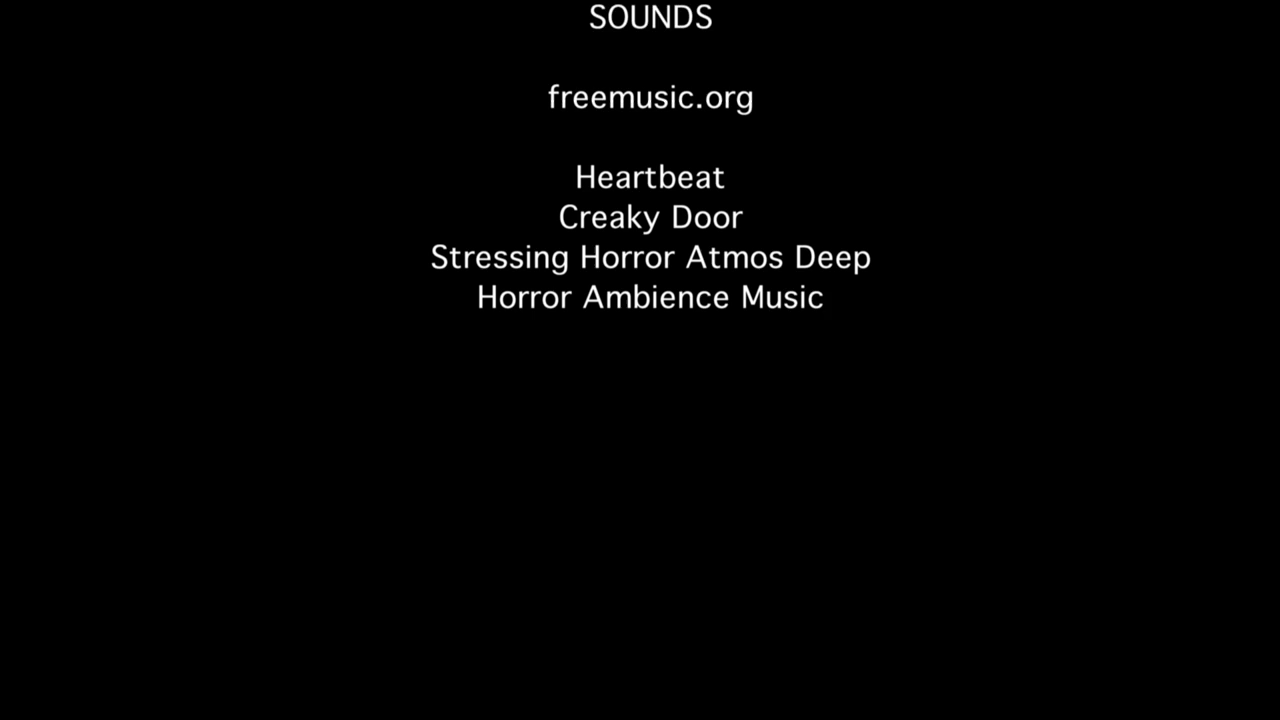 SOUNDS
freemusic.org
Heartbeat
Creaky Door
Stressing Horror Atmos Deep
Horror Ambience Music